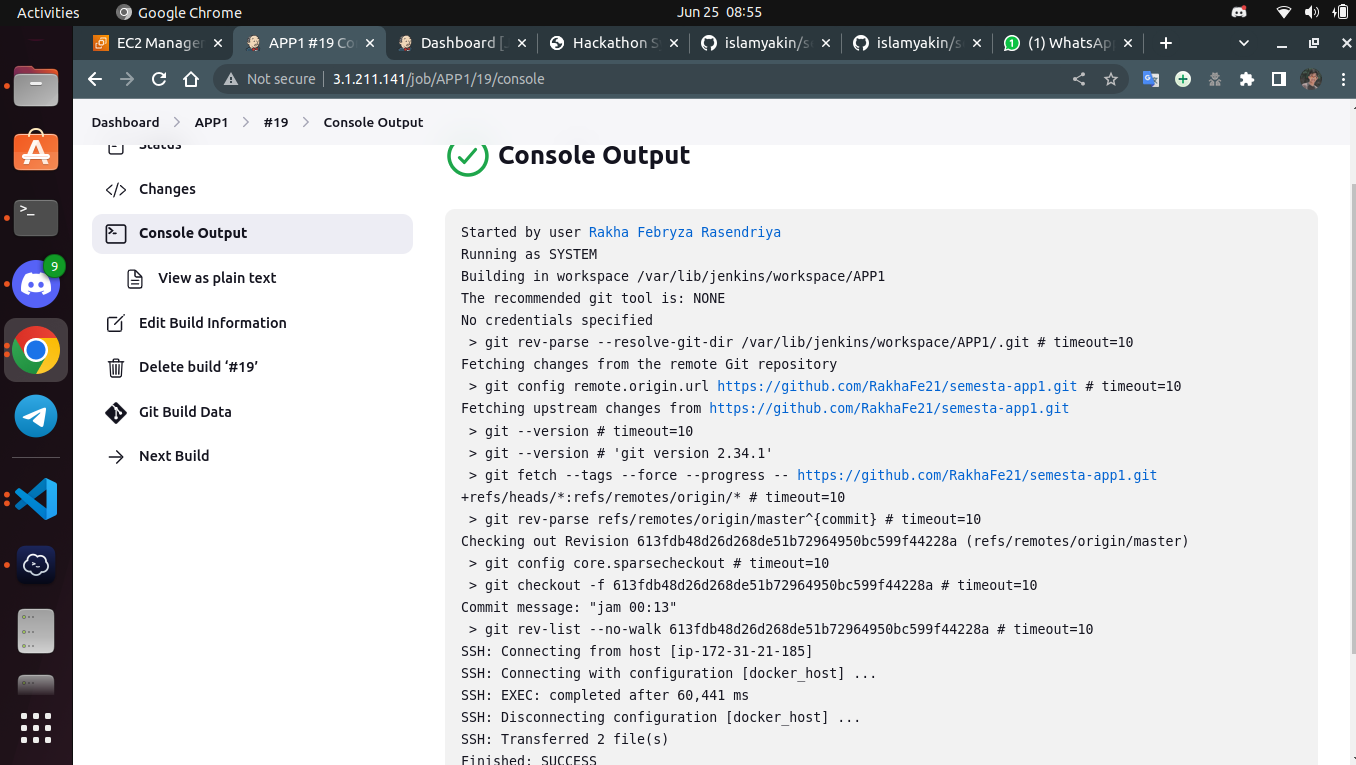 Activities
Google Chrome
Jun 25 08:55
EC2 Manager
APP1 #19 Co
Dashboard [J
Hackathon S
islamyakin/se
islamyakin/se
(1) WhatsApp
Not secure
3.1.211.141/job/APP1/19/console
Dashboard
APP1
#19
Console Output
Status
Changes
Console Output
View as plain text
Edit Build Information
Delete build ‘#19’
Git Build Data
Next Build
9
Console Output
Started by user Rakha Febryza Rasendriya
Running as SYSTEM
Building in workspace /var/lib/jenkins/workspace/APP1
The recommended git tool is: NONE
No credentials specified
> git rev-parse --resolve-git-dir /var/lib/jenkins/workspace/APP1/.git # timeout=10
Fetching changes from the remote Git repository
> git config remote.origin.url https://github.com/RakhaFe21/semesta-app1.git # timeout=10
Fetching upstream changes from https://github.com/RakhaFe21/semesta-app1.git
> git --version # timeout=10
> git --version # 'git version 2.34.1'
> git fetch --tags --force --progress -- https://github.com/RakhaFe21/semesta-app1.git
+refs/heads/*:refs/remotes/origin/* # timeout=10
> git rev-parse refs/remotes/origin/master^{commit} # timeout=10
Checking out Revision 613fdb48d26d268de51b72964950bc599f44228a (refs/remotes/origin/master)
> git config core.sparsecheckout # timeout=10
> git checkout -f 613fdb48d26d268de51b72964950bc599f44228a # timeout=10
Commit message: "jam 00:13"
> git rev-list --no-walk 613fdb48d26d268de51b72964950bc599f44228a # timeout=10
SSH: Connecting from host [ip-172-31-21-185]
SSH: Connecting with configuration [docker_host] ...
SSH: EXEC: completed after 60,441 ms
SSH: Disconnecting configuration [docker_host] ...
SSH: Transferred 2 file(s)
Finished: SUCCESS